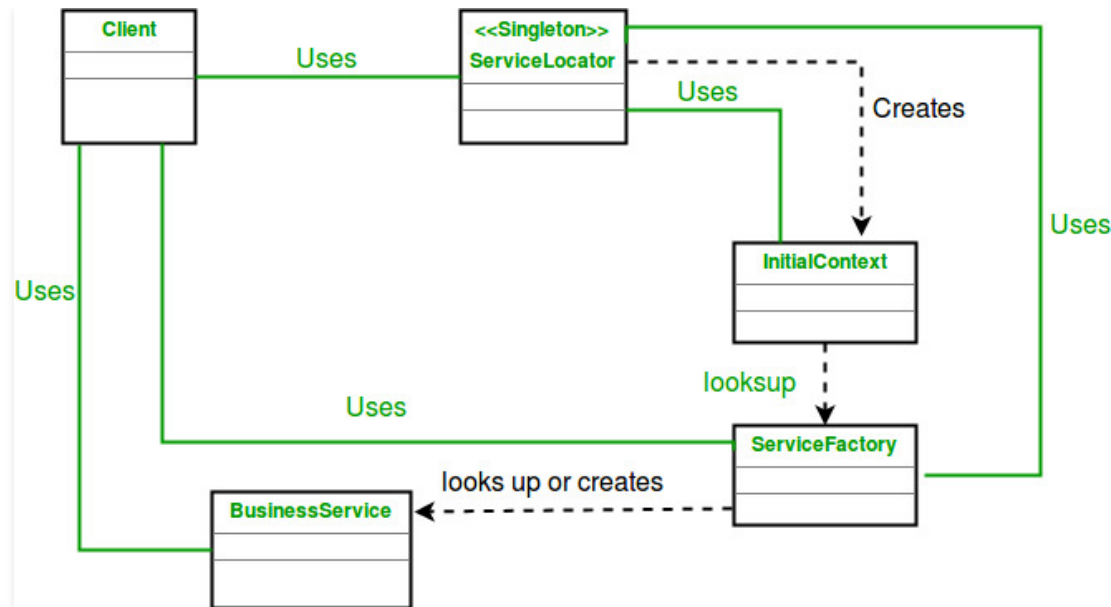 Client
<<Singleton>>
ServiceLocator
Uses
Uses
Creates
Uses
InitialContext
Uses
looksup
Uses
ServiceFactory
looks up or creates
BusinessService